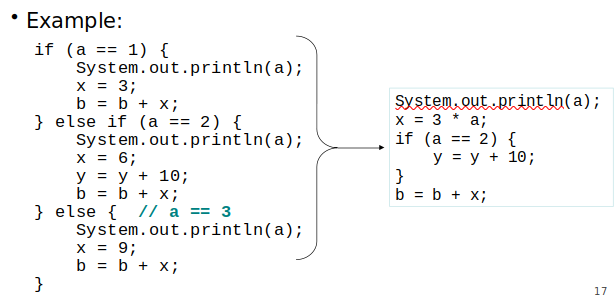 • Example:
if (a == 1) {
    System.out.println(a);
    x = 3;
    b = b + x;
} else if (a == 2) {
    System.out.println(a);
    x = 6;
    y = y + 10;
    b = b + x;
} else {  // a == 3
    System.out.println(a);
    x = 9;
    b = b + x;
}
System.out.println(a);
x = 3 * a;
if (a == 2) {
    y = y + 10;
}
b = b + x;
17